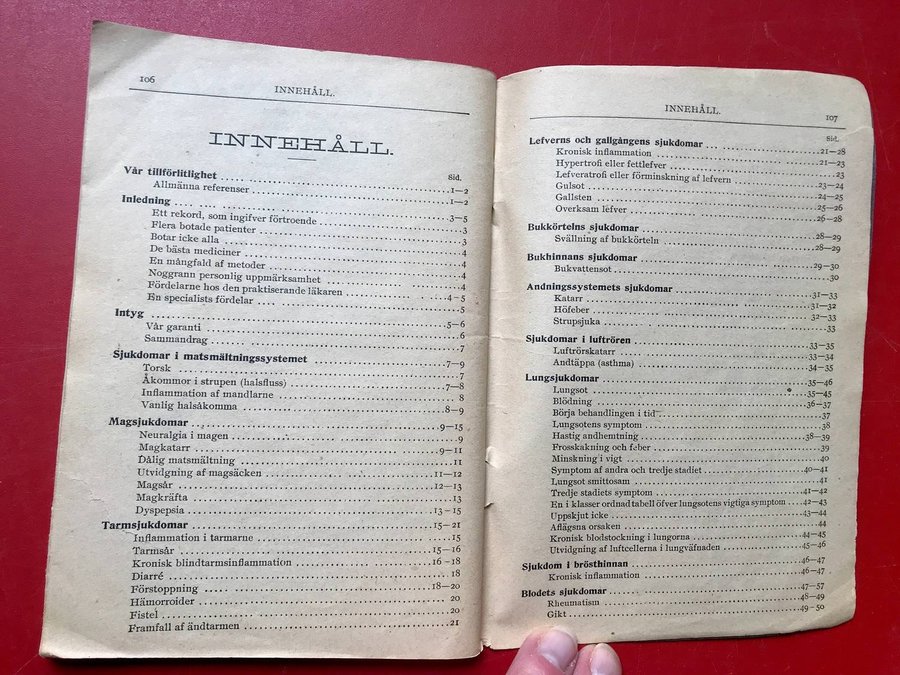 106
INNEHÅLL.
INNEHÅLL.
Sid.
Vår tillförlitlighet 1—2
Allmänna referenser 1—2
Inledning 3—5
Ett rekord, som ingifver förtroende 3
Flera botade patienter 3
Botar icke alla 4
De bästa mediciner 4
En mångfald af metoder 4
Noggrann personlig uppmärksamhet 4
Fördelarne hos den praktiserande läkaren 4-5
En specialists fördelar 5
Intyg 5—6
Vår garanti 7
Sammandrag 7
Sjukdomar i matsmältningssystemet 7—9
Torsk 7
Åkommor i strupen (halsfluss) 7—8
Inflammation af mandlarne 8
Vanlig halsåkomma 8—9
Magsjukdomar 9—15
Neuralgia i magen 9
Magkatarr 9—11
Dålig matsmältning 11
Utvidgning af magsäcken 11—12
Magsår 12—13
Magkräfta 13
Dyspepsia 13-15
Tarmsjukdomar 15—21
Inflammation i tarmarne 15
Tarmsår 15—16
Kronisk blindtarmsinflammation 16-18
Diarré 18
Förstoppning 18—20
Hämorroider 20
Fistel 20
Framfall af ändtarmen 21
INNEHÅLL.
107
Sid.
Lefverns och gallgångens sjukdomar 21—28
Kronisk inflammation 21—23
Hypertrofi eller fettlefver 23
Lefveratrofi eller förminskning af lefvern 23—24
Gulsot 24—25
Gallsten 25—26
Overksam lefver 26—28
Bukkörtelns sjukdomar 28—29
Svällning af bukkörteln 28—29
Bukhinnans sjukdomar 29—30
Bukvattensot 30
Andningssystemets sjukdomar 31—33
Katarr 31—32
Höfeber 32—33
Strupsjuka 33
Sjukdomar i luftrören 33—35
Luftrörskatarr 33—34
Andtäppa (asthma) 34—35
Lungsjukdomar 35—46
Lungsot 35—45
Blödning 36—37
Börja behandlingen i tid 37
Lungsotens symptom 38
Hastig andhemtning 38—39
Frosskakning och feber 39
Minskning i vigt 40
Symptom af andra och tredje stadiet 40—41
Lungsot smittosam 41
Tredje stadiets symptom 41—42
En i klasser ordnad tabell öfver lungsotens vigtiga symptom 42—43
Uppskjut icke 43—44
Aflägsna orsaken 44
Kronisk blodstockning i lungorna 44—45
Utvidgning af luftcellerna i lungväfnaden 45—46
Sjukdom i brösthinnan 46—47
Kronisk inflammation 46—47
Blodets sjukdomar 47—57
Rheumatism 48—49
Gikt 49-50